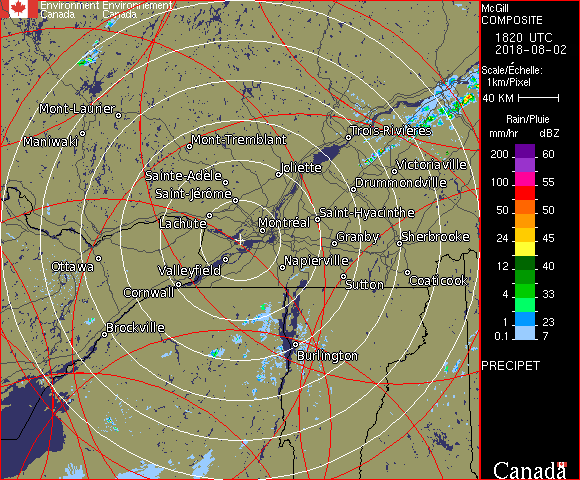 Environment Environnement
Canada Canada
McGill
COMPOSITE
1820 UTC
2018-08-02
Scale/Échelle:
1km/Pixel
40 KM
Rain/Pluie
mm/hr dBZ
200 60
155
100 55
50 50
24 45
12 40
4 33
1 23
0.1 7
PRECIPET
Canada
Mont-Laurier
Maniwaki
Mont-Tremblant
Trois-Rivières
Sainte-Adèle
Joliette
Victoriaville
Saint-Jérôme
Drummondville
Lachute
Montréal
Saint-Hyacinthe
Granby
Sherbrooke
Ottawa
Valleyfield
Napierville
Cornwall
Sutton
Coaticook
Brockville
Burlington